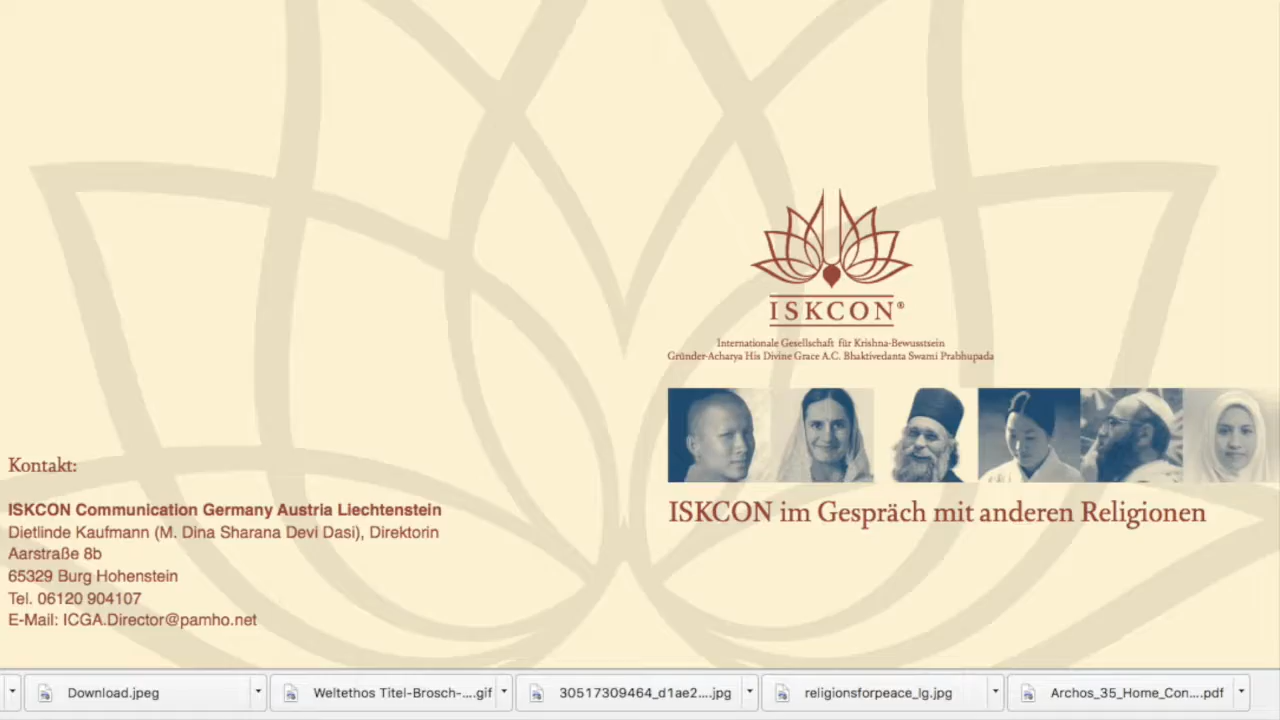 ISKCON®
Internationale Gesellschaft für Krishna-Bewusstsein
Gründer-Acharya His Divine Grace A.C. Bhaktivedanta Swami Prabhupada
ISKCON im Gespräch mit anderen Religionen
Kontakt:
ISKCON Communication Germany Austria Liechtenstein
Dietlinde Kaufmann (M. Dina Sharana Devi Dasi), Direktorin
Aarstraße 8b
65329 Burg Hohenstein
Tel. 06120 904107
E-Mail: ICGA.Director@pamho.net
Download.jpeg
Weltethos Titel-Brosch-....gif
30517309464_d1ae2....jpg
religionsforpeace_lg.jpg
Archos_35_Home_Con....pdf